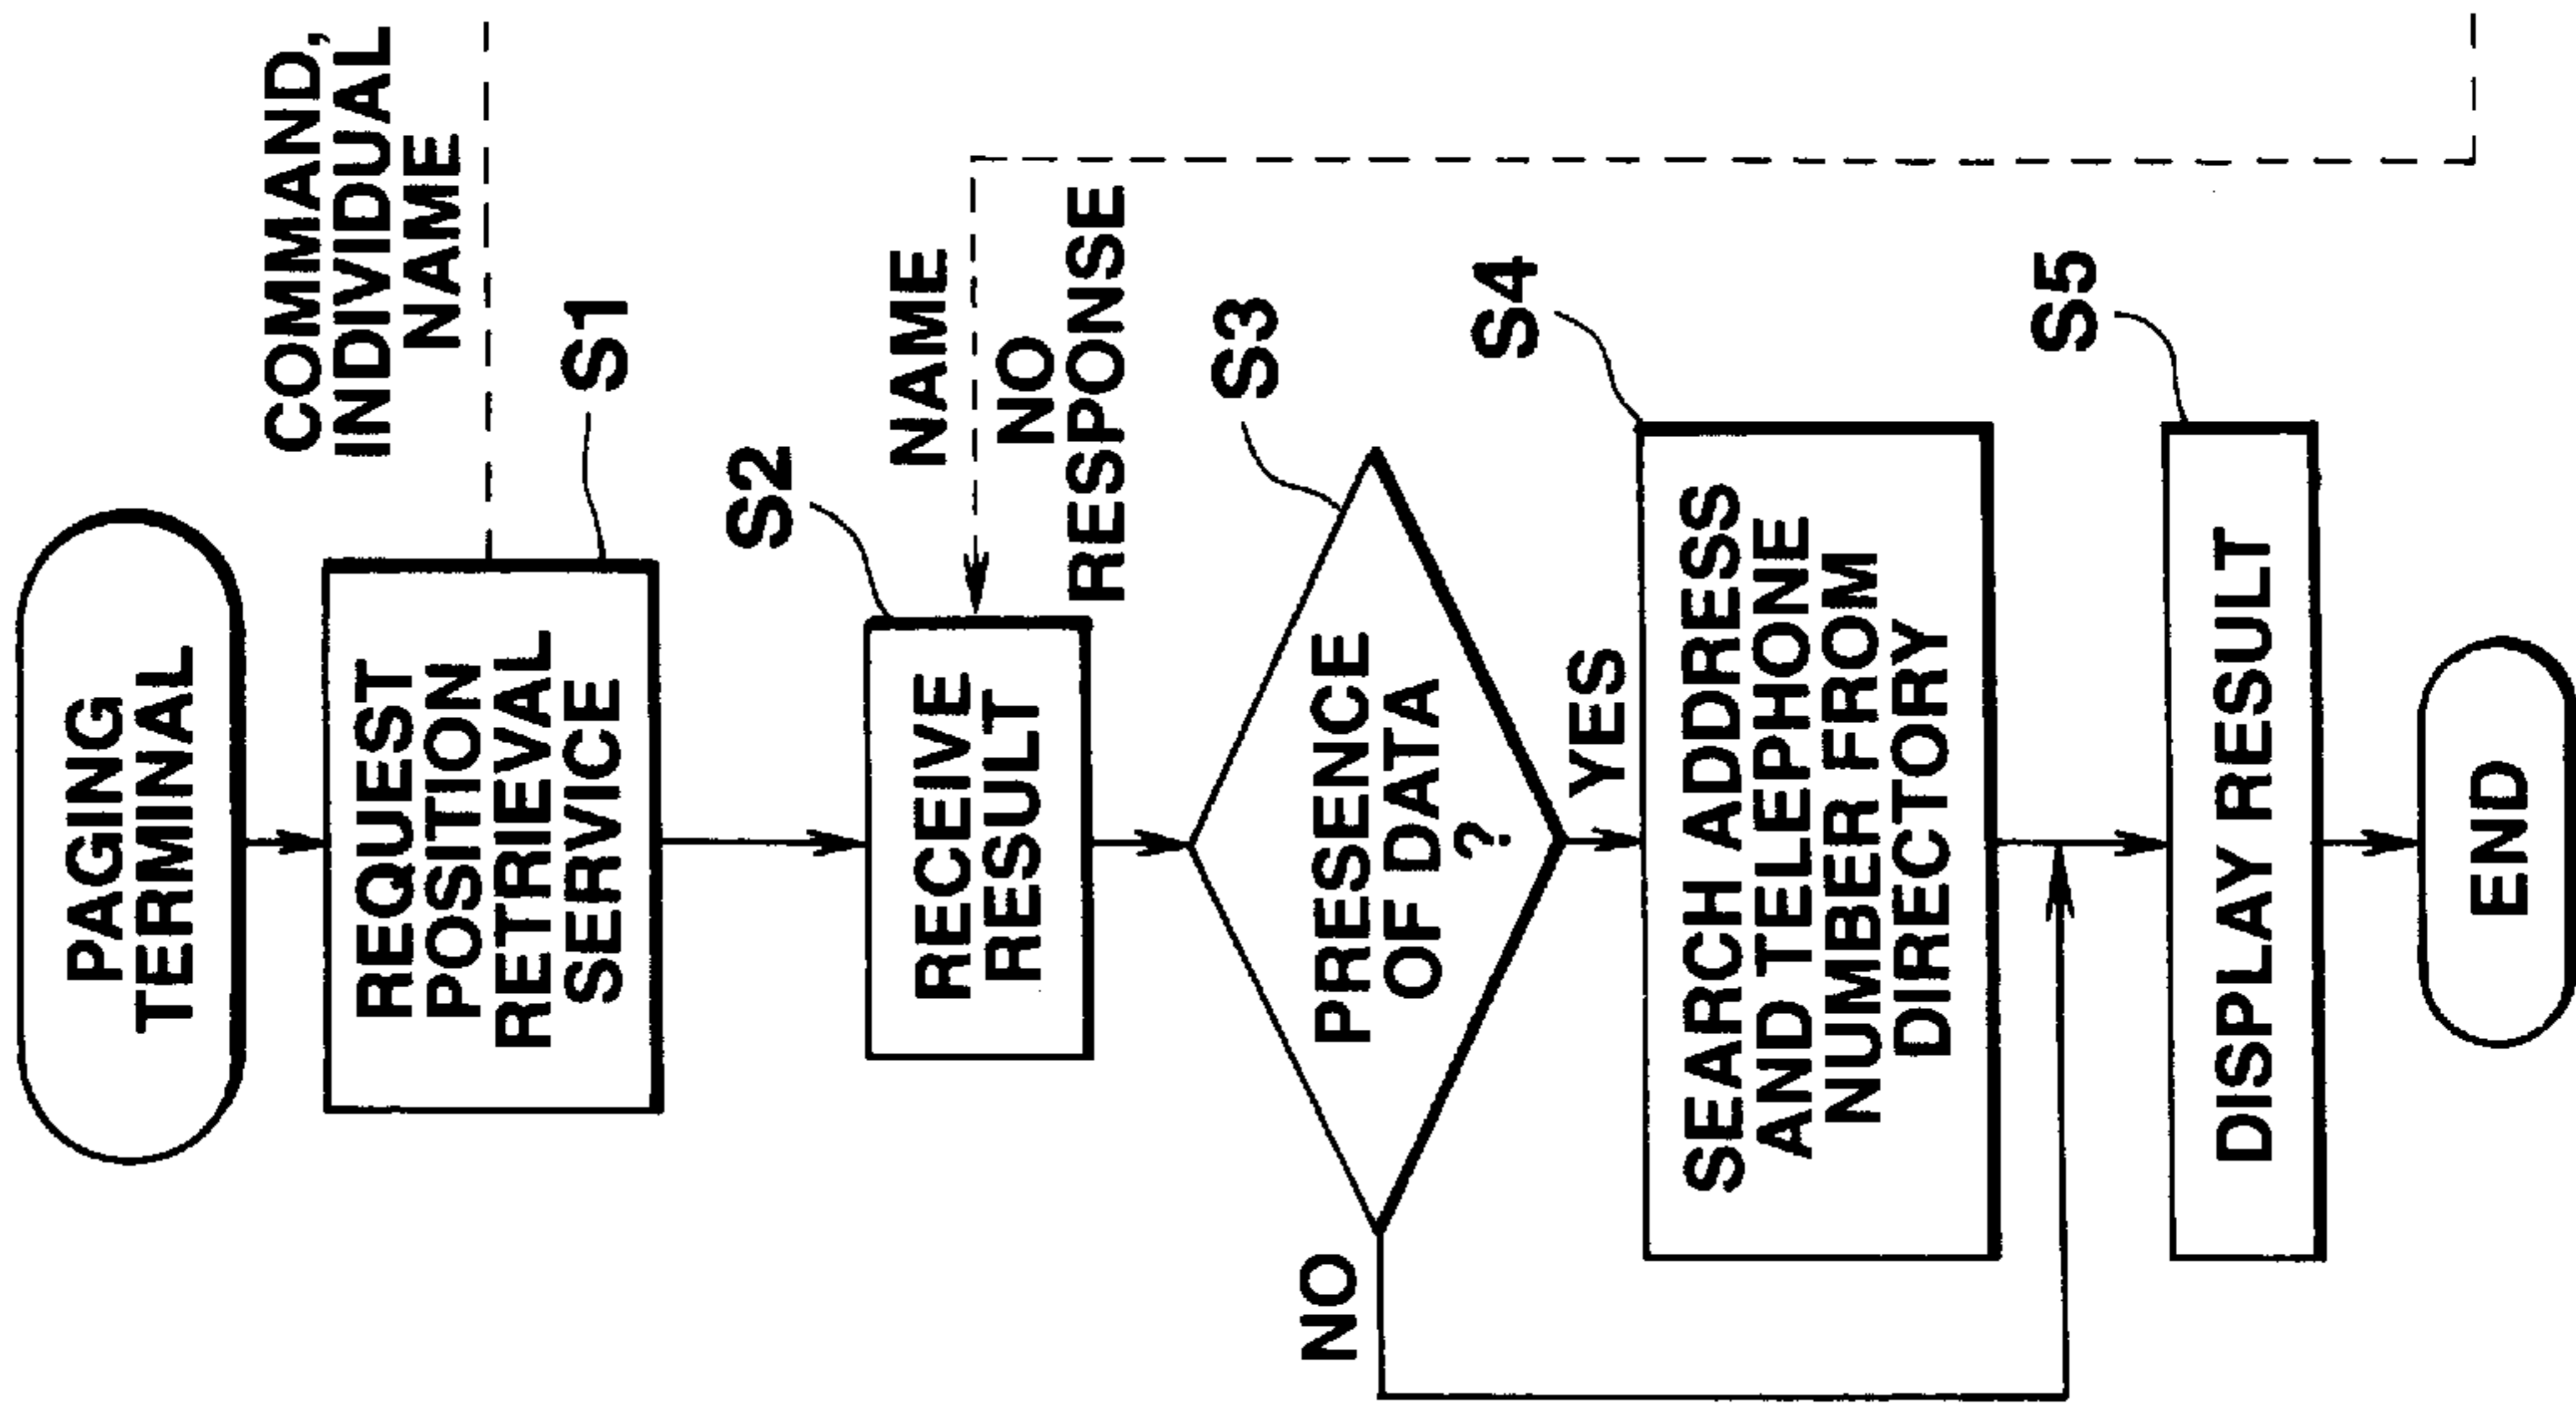 PAGING
TERMINAL
COMMAND,
INDIVIDUAL
NAME
REQUEST
POSITION
RETRIEVAL
SERVICE
S1
S2
NAME
NO
RESPONSE
RECEIVE
RESULT
S3
PRESENCE
OF DATA
?
NO
YES
S4
SEARCH ADDRESS
AND TELEPHONE
NUMBER FROM
DIRECTORY
S5
DISPLAY RESULT
END